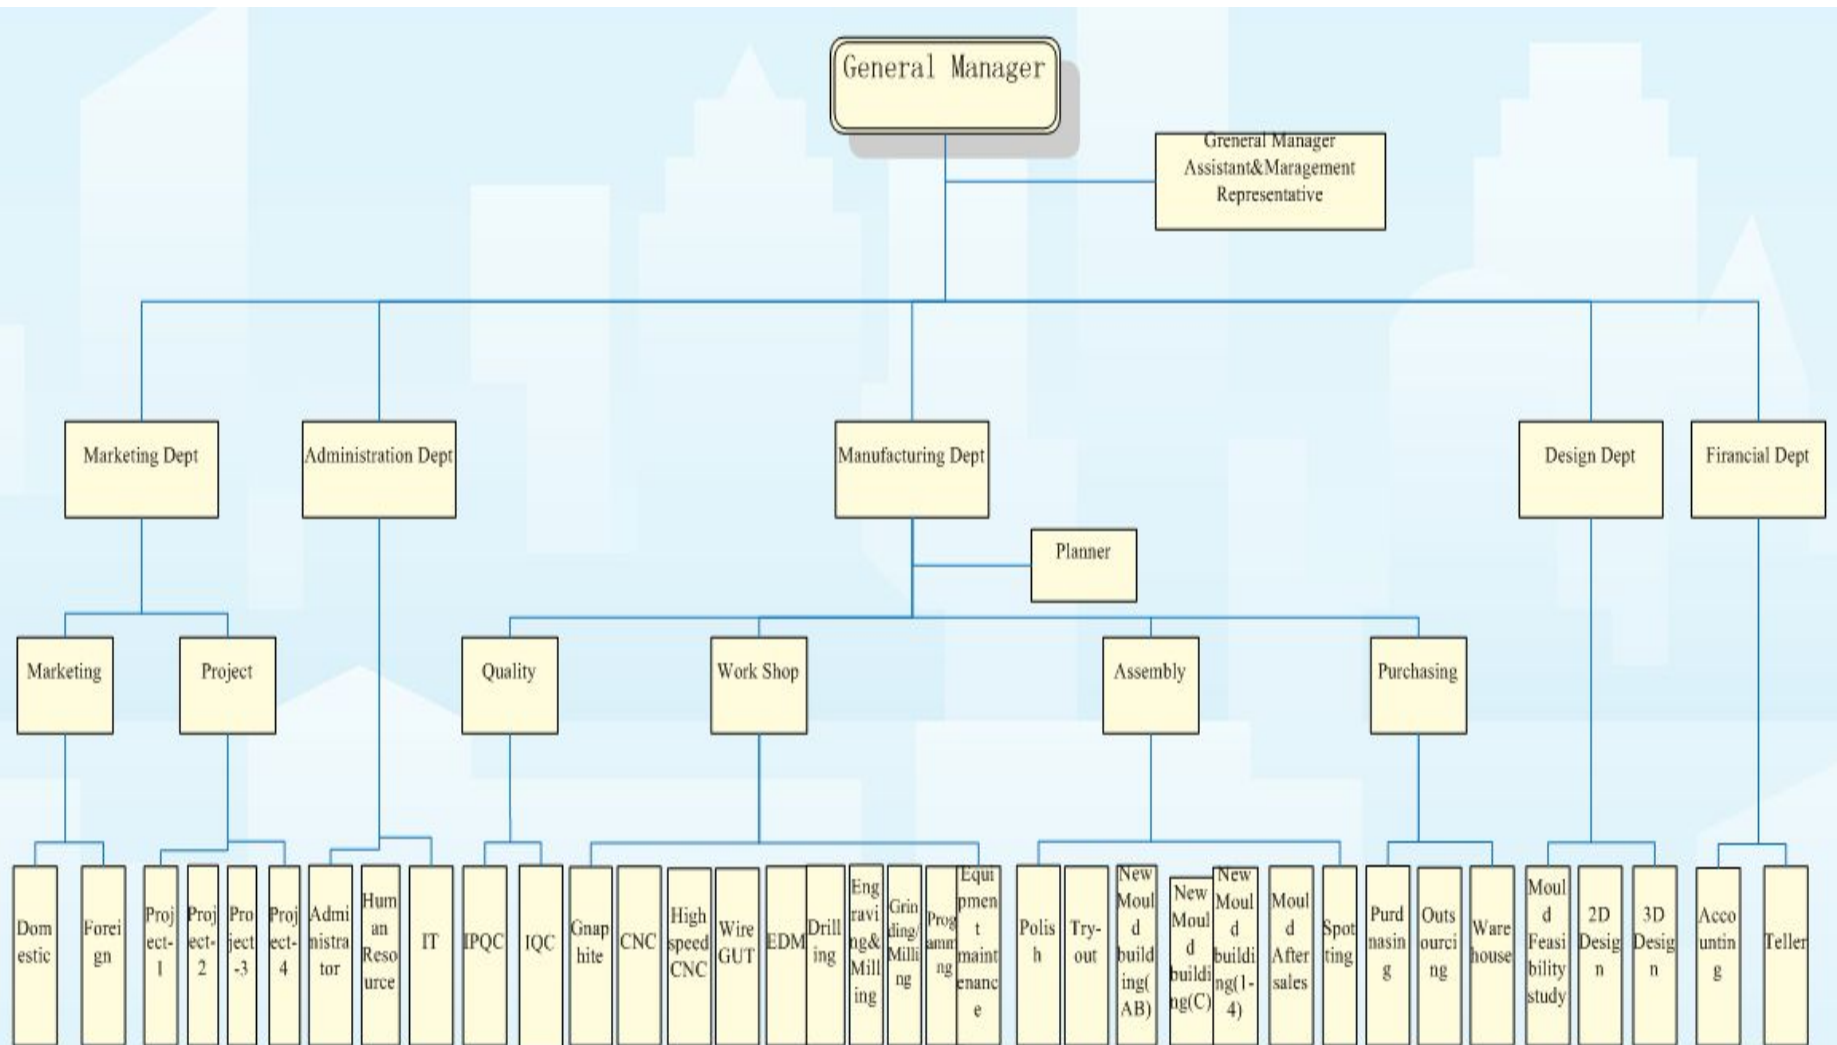 General Manager
Greneral Manager
Assistant&Maragement
Representative
Marketing Dept
Administration Dept
Manufacturing Dept
Design Dept
Firancial Dept
Planner
Marketing
Project
Quality
Work Shop
Assembly
Purchasing
Dom
estic
Forei
gn
Proj
ect-
1
Proj
ect-
2
Pro
ject
-3
Proj
ect-
4
Admi
nistra
tor
Hum
an
Reso
urce
IT
IPQC
IQC
Gnap
hite
CNC
High
speed
CNC
Wire
GUT
EDM
Drill
ing
Eng
ravi
ng&
Mill
ing
Grin
ding/
Milli
ng
Prog
amm
ng
Equi
pmen
t
maint
enanc
e
Polis
h
Try-
out
New
Moul
d
build
ing(
AB)
New
Moul
d
buildi
ng(C)
New
Moul
d
buildi
ng(1-
4)
Moul
d
After
sales
Spot
ting
Purd
nasin
g
Outs
ourci
ng
Ware
house
Moul
d
Feasi
bility
study
2D
Desig
n
3D
Desig
n
Acco
untin
g
Teller